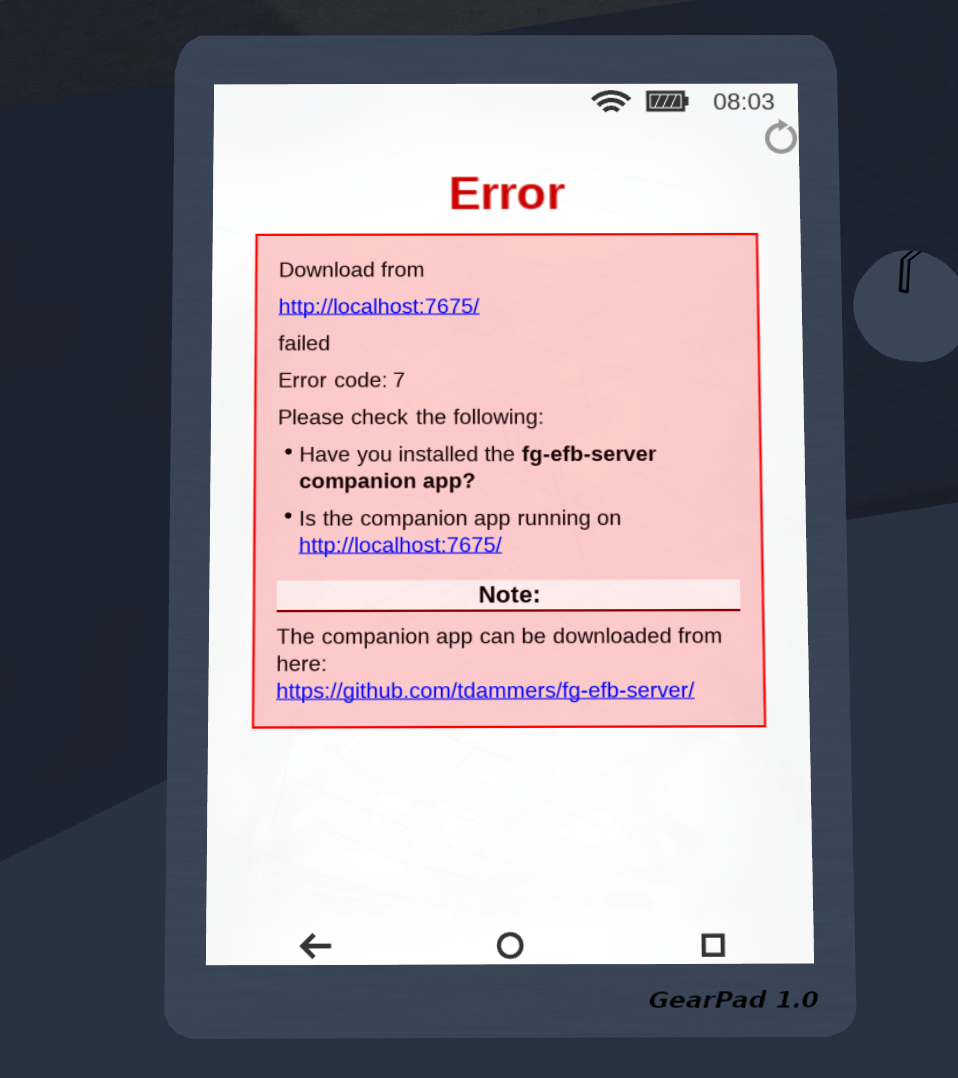 08:03
Error
Download from
http://localhost:7675/
failed
Error code: 7
Please check the following:
• Have you installed the fg-efb-server
companion app?
• Is the companion app running on
http://localhost:7675/
Note:
The companion app can be downloaded from
here:
https://github.com/tdammers/fg-efb-server/
GearPad 1.0